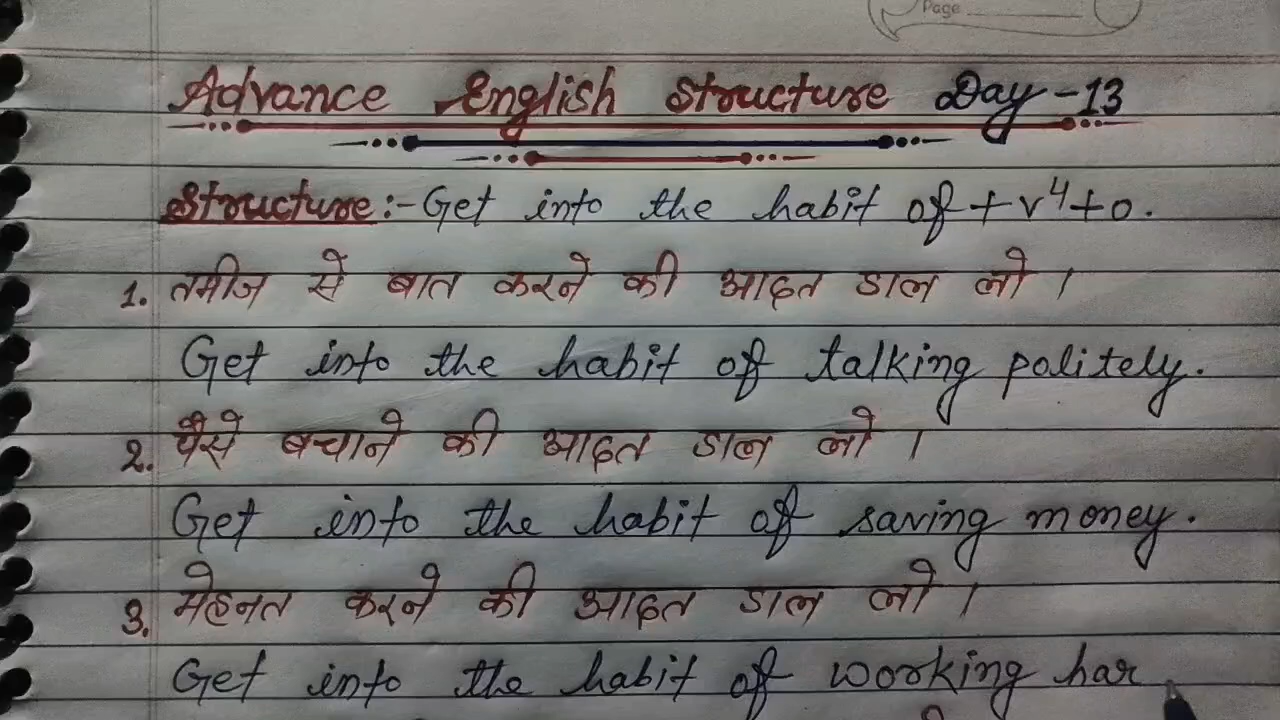 Page
Advance English Structure Day-13
Structure:- Get into the habit of + v⁴ + o.
1. तमीज से बात करने की आदत डाल लो ।
Get into the habit of talking politely.
2. पैसे बचाने की आदत डाल लो ।
Get into the habit of saving money.
3. मेहनत करने की आदत डाल लो ।
Get into the habit of working har